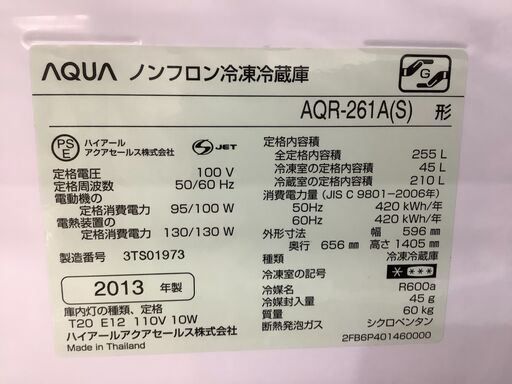 AQUA ノンフロン冷凍冷蔵庫
G
AQR-261A(S) 形
PS
E
ハイアール
アクアセールス株式会社
S JET
定格電圧 100 V
定格周波数 50/60 Hz
電動機の
定格消費電力 95/100 W
電熱装置の
定格消費電力 130/130 W
製造番号 3TS01973
2013 年製
庫内灯の種類、定格
T20 E12 110V 10W
ハイアールアクアセールス株式会社
Made in Thailand
定格内容積
全定格内容積 255 L
冷凍室の定格内容積 45 L
冷蔵室の定格内容積 210 L
消費電力量 (JIS C 9801-2006年)
50Hz 420 kWh/年
60Hz 420 kWh/年
外形寸法 幅 596 mm
奥行 656 mm 高さ 1405 mm
種類 冷凍冷蔵庫
冷凍室の記号 * ***
冷媒名 R600a
冷媒封入量 45 g
質量 60 kg
断熱発泡ガス シクロペンタン
2FB6P401460000